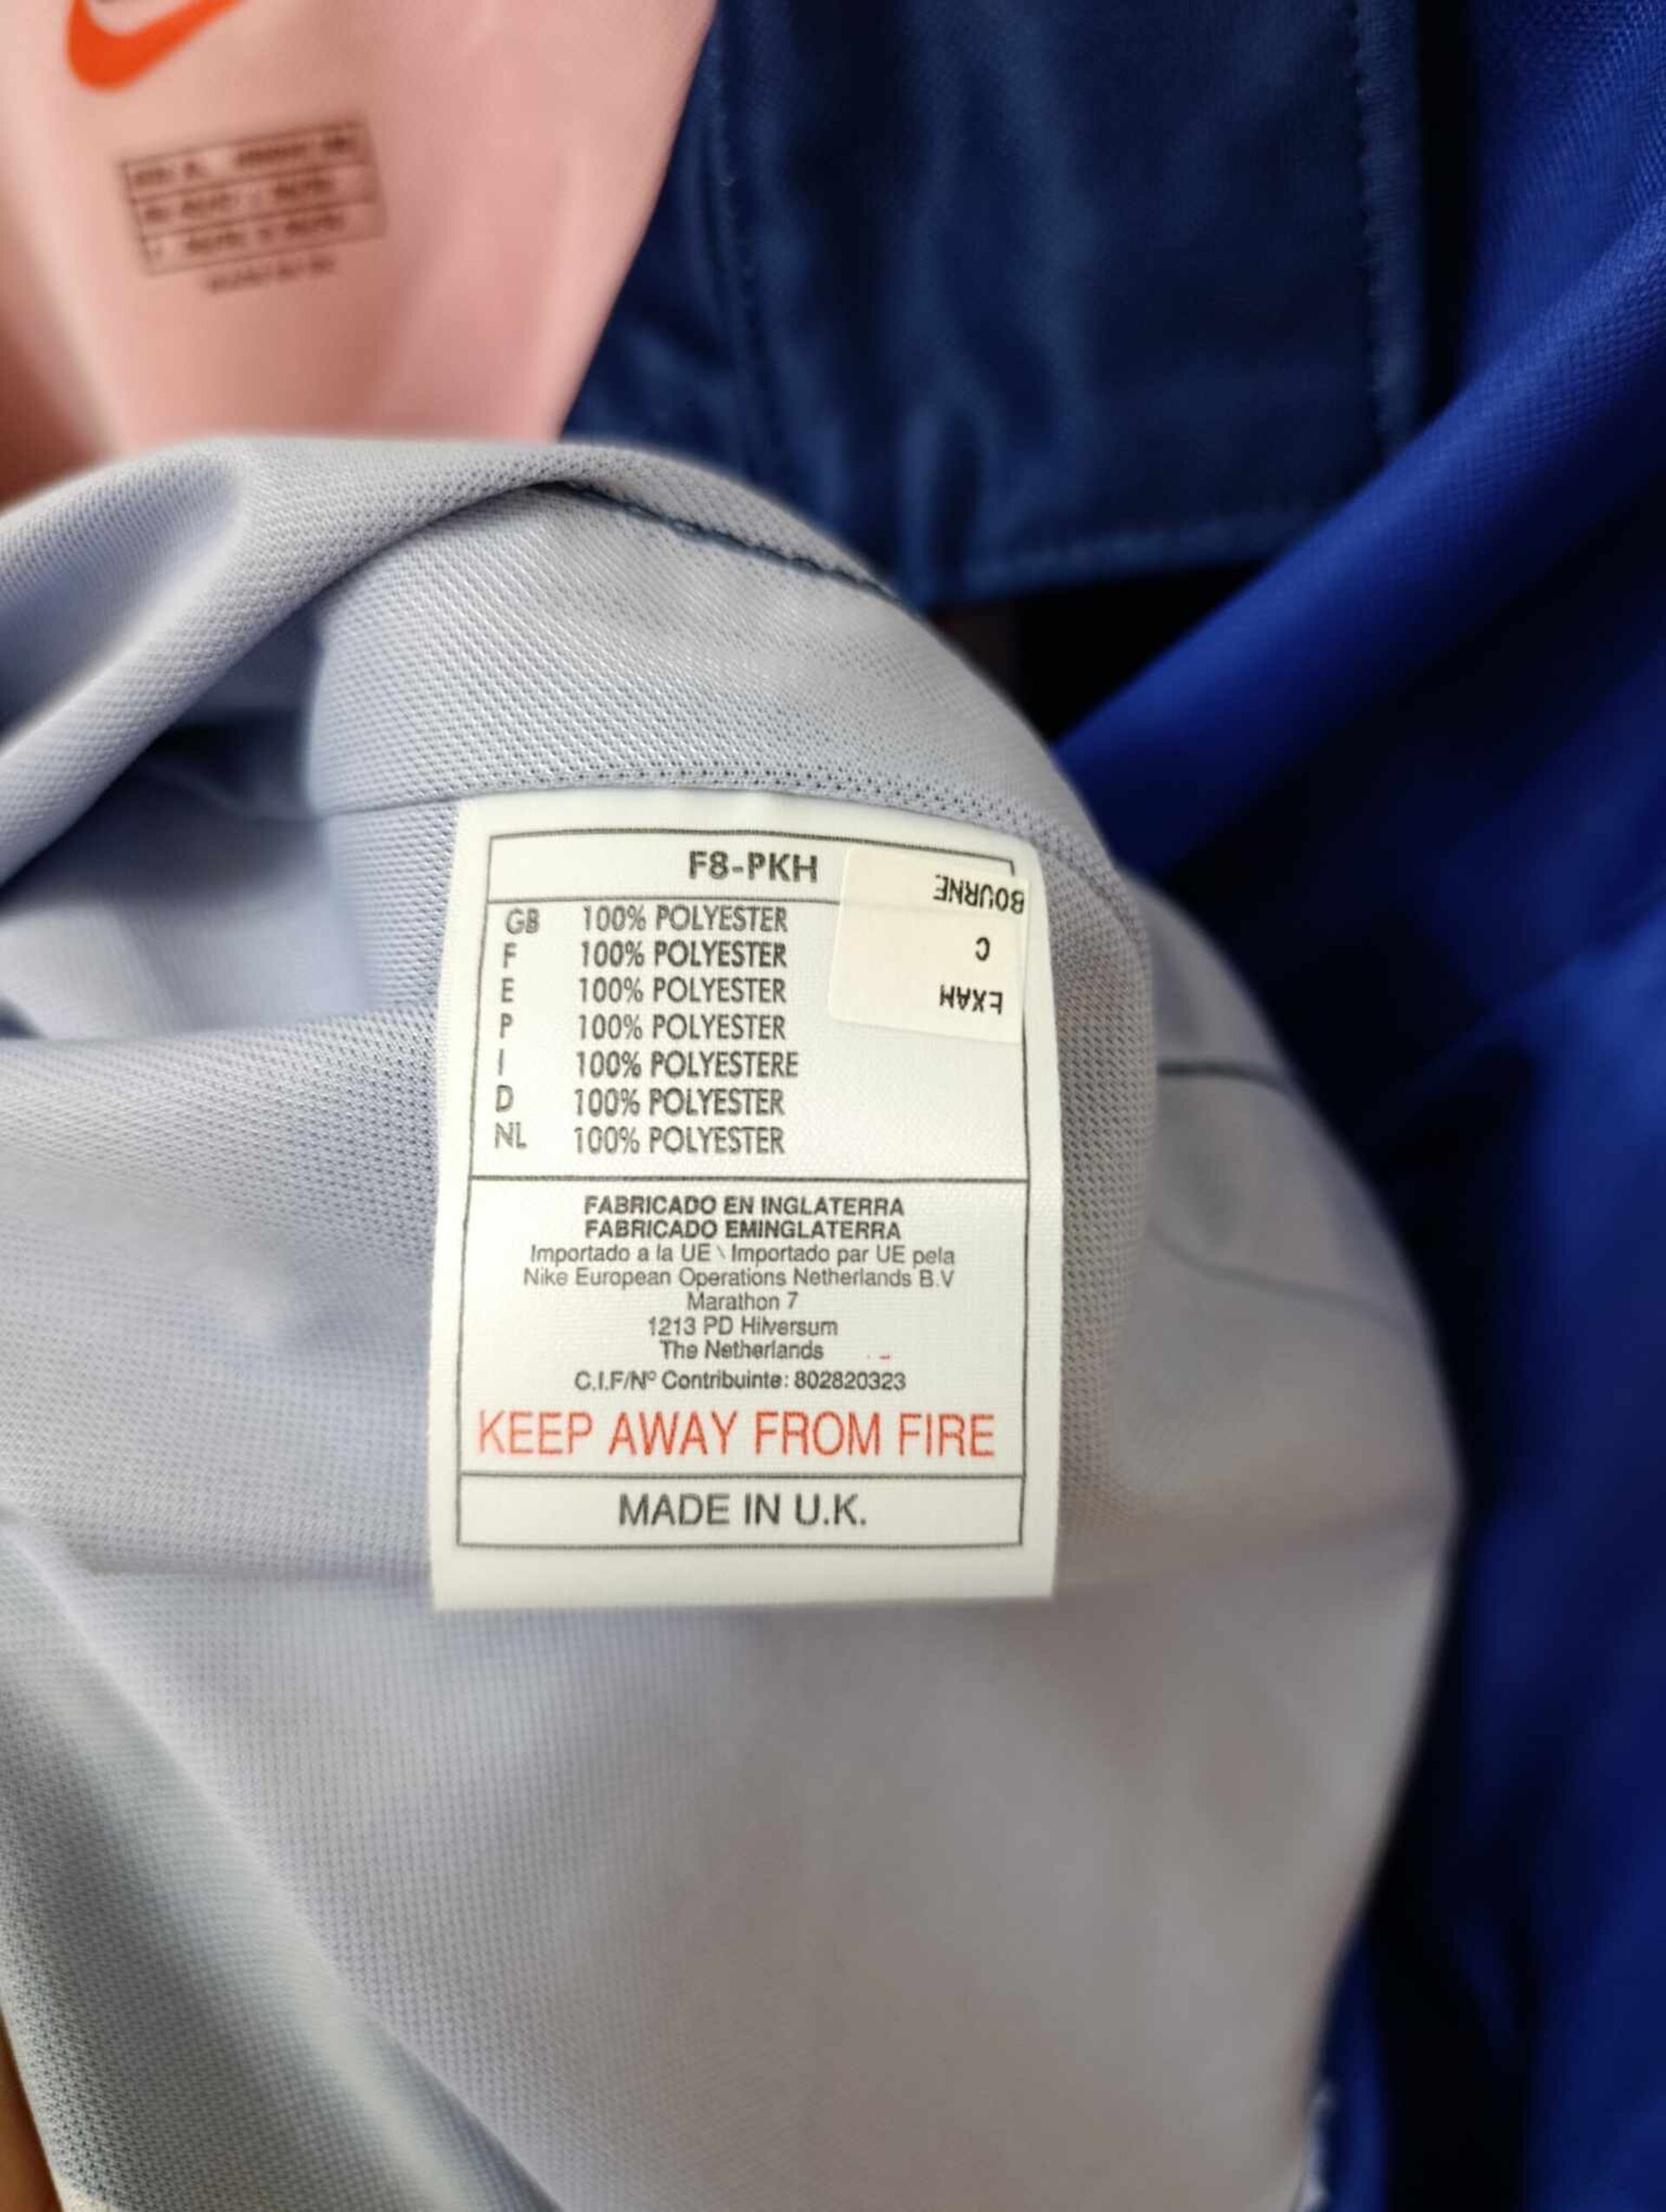 F8-PKH
GB 100% POLYESTER
F 100% POLYESTER
E 100% POLYESTER
P 100% POLYESTER
I 100% POLYESTERE
D 100% POLYESTER
NL 100% POLYESTER
EXAM
C
BOURNE
FABRICADO EN INGLATERRA
FABRICADO EMINGLATERRA
Importado a la UE \ Importado par UE pela
Nike European Operations Netherlands B.V
Marathon 7
1213 PD Hilversum
The Netherlands
C.I.F/Nº Contribuinte: 802820323
KEEP AWAY FROM FIRE
MADE IN U.K.